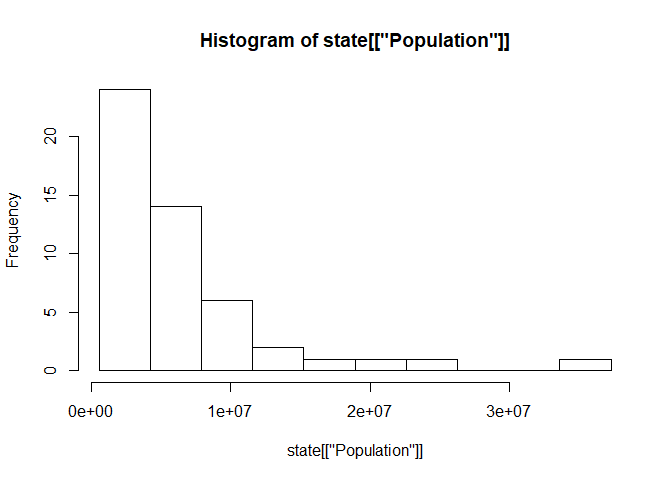 Histogram of state[["Population"]]
Frequency
20
15
10
5
0
0e+00 1e+07 2e+07 3e+07
state[["Population"]]